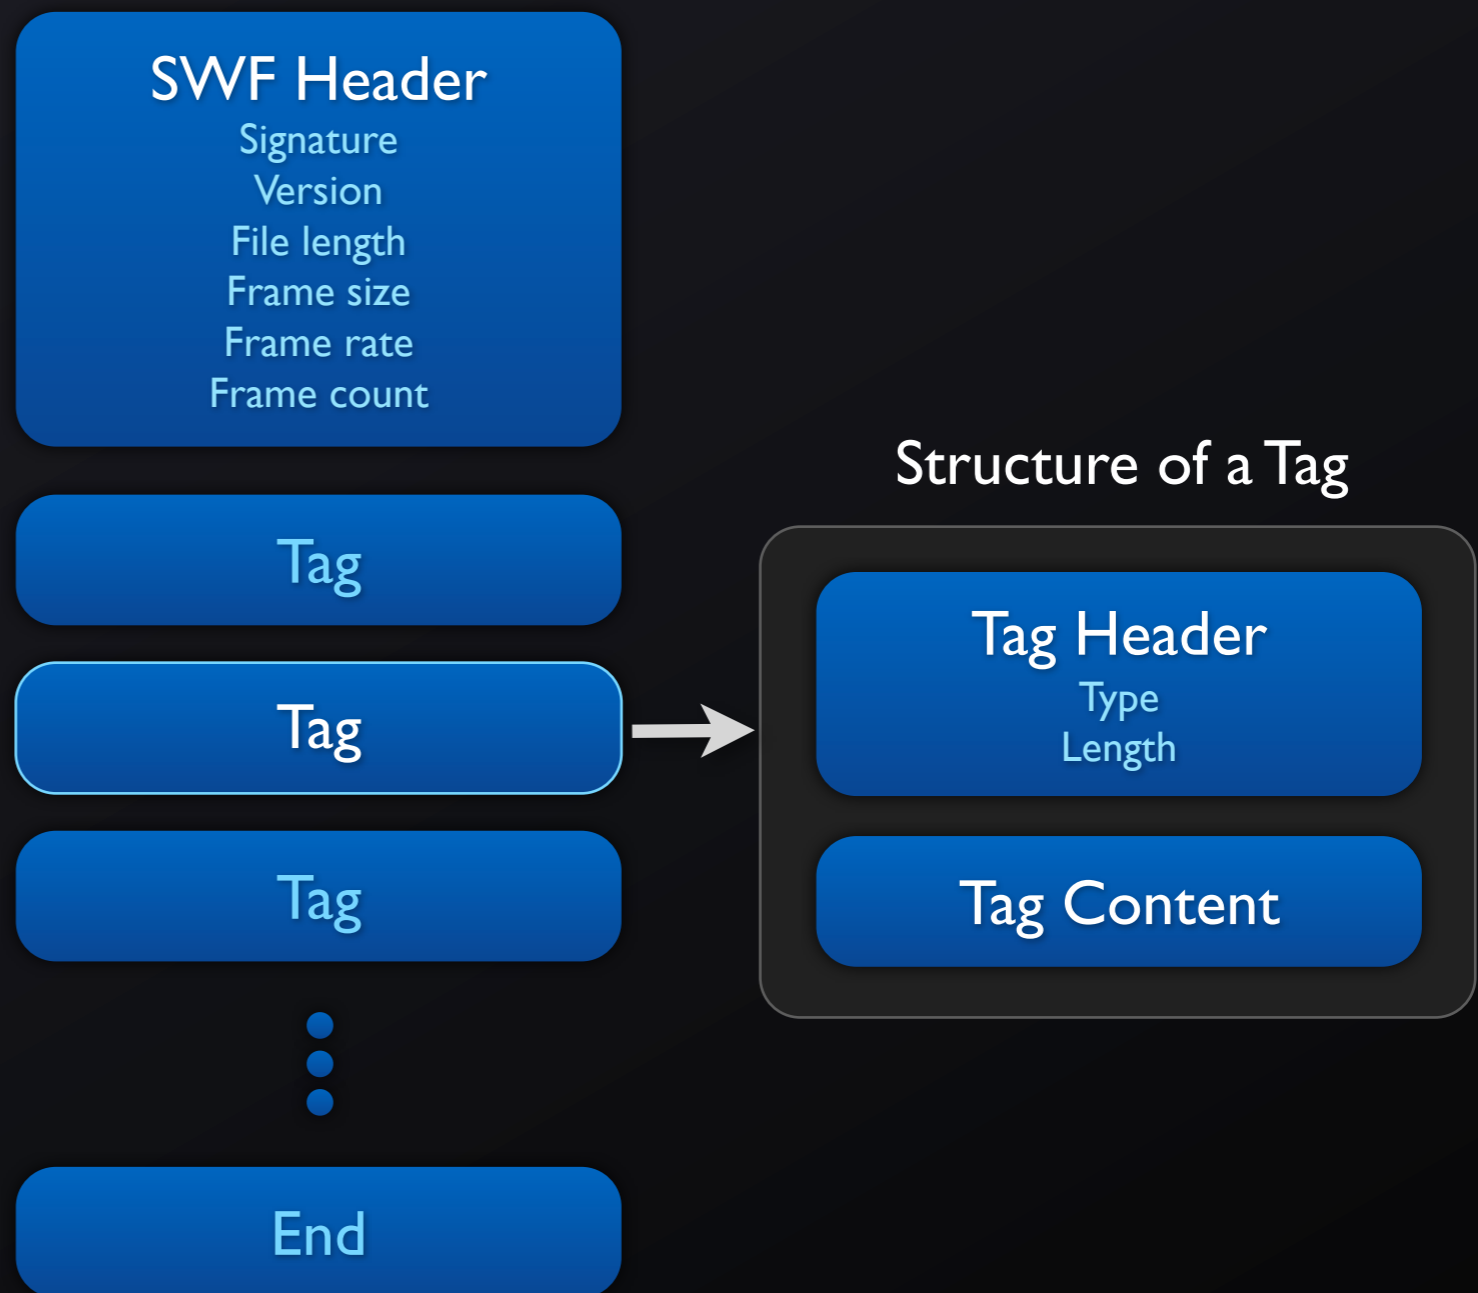 SWF Header
Signature
Version
File length
Frame size
Frame rate
Frame count
Tag
Tag
Tag
End
Structure of a Tag
Tag Header
Type
Length
Tag Content